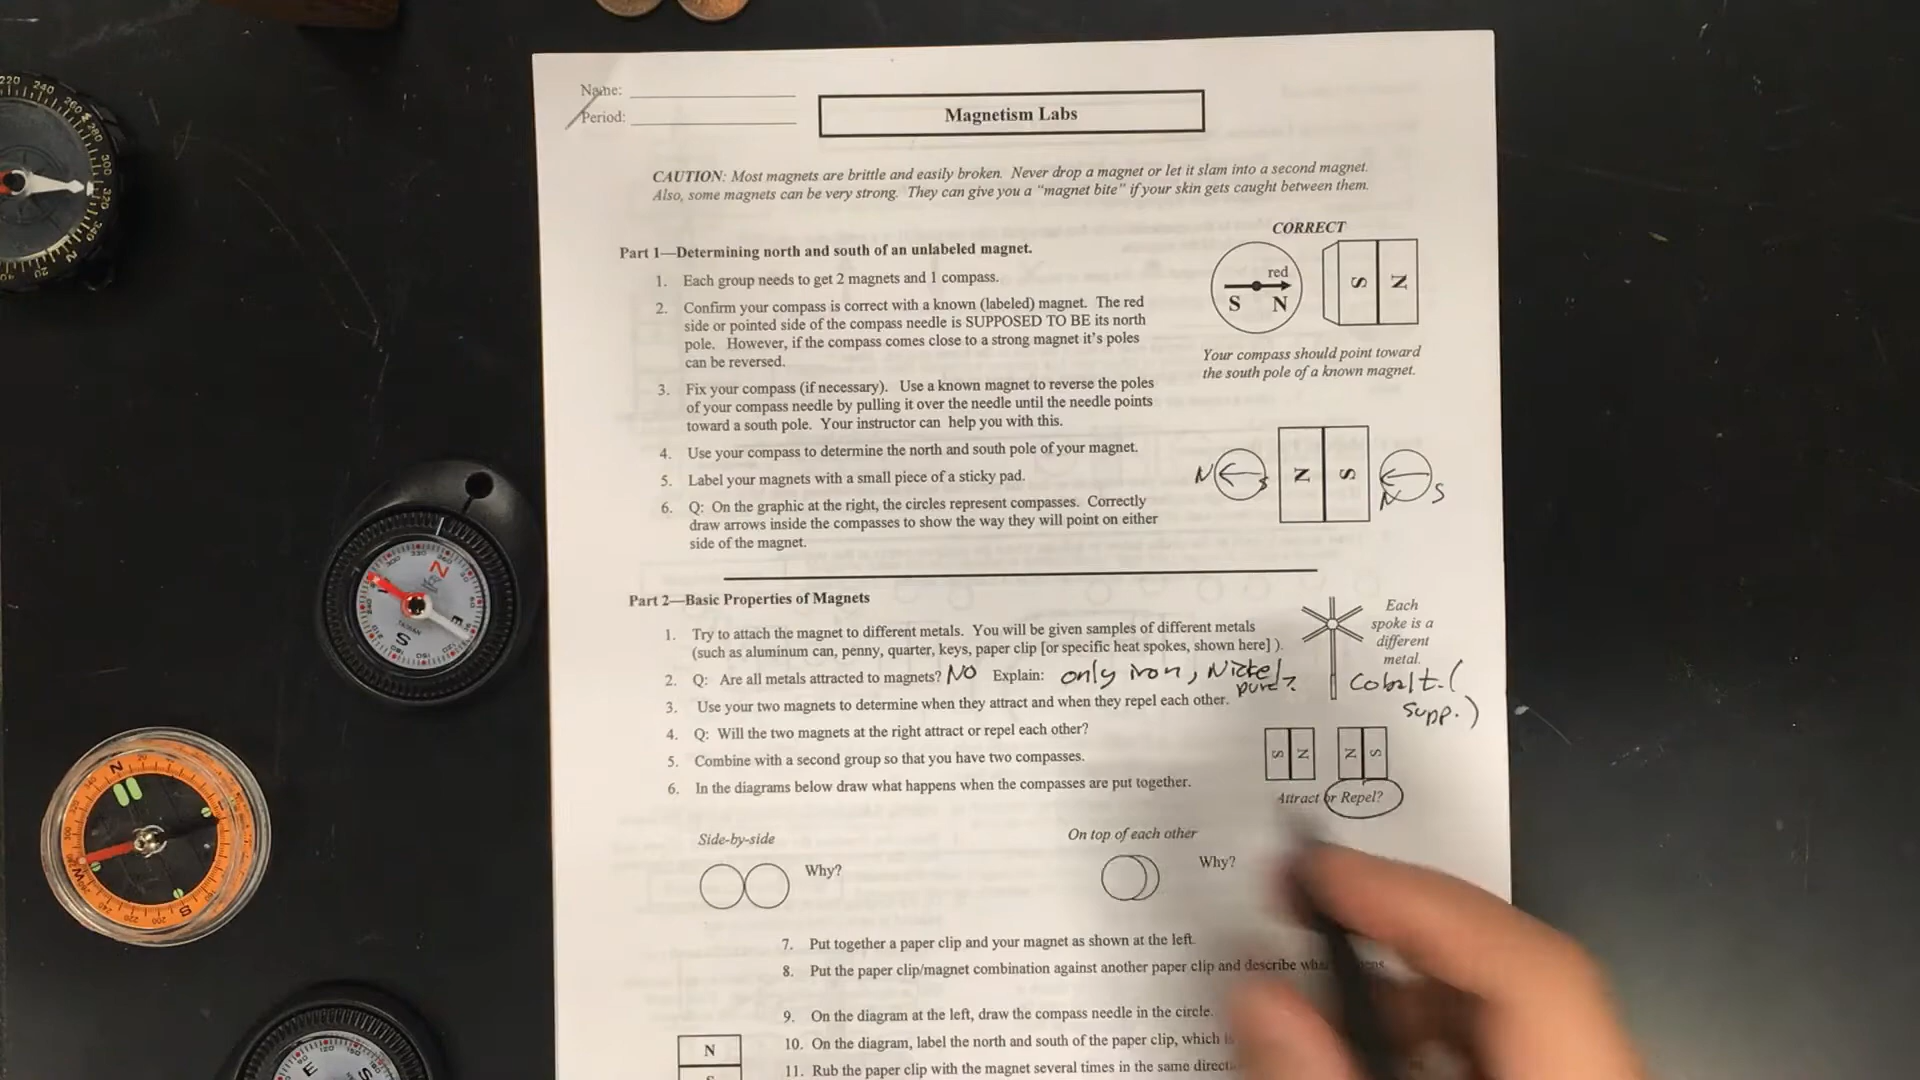 Name:
Period:
Magnetism Labs
CAUTION: Most magnets are brittle and easily broken. Never drop a magnet or let it slam into a second magnet.
Also, some magnets can be very strong. They can give you a “magnet bite” if your skin gets caught between them.
Part 1—Determining north and south of an unlabeled magnet.
1. Each group needs to get 2 magnets and 1 compass.
2. Confirm your compass is correct with a known (labeled) magnet. The red
side or pointed side of the compass needle is SUPPOSED TO BE its north
pole. However, if the compass comes close to a strong magnet it’s poles
can be reversed.
3. Fix your compass (if necessary). Use a known magnet to reverse the poles
of your compass needle by pulling it over the needle until the needle points
toward a south pole. Your instructor can help you with this.
4. Use your compass to determine the north and south pole of your magnet.
5. Label your magnets with a small piece of a sticky pad.
6. Q: On the graphic at the right, the circles represent compasses. Correctly
draw arrows inside the compasses to show the way they will point on either
side of the magnet.
CORRECT
red
S N
S N
Your compass should point toward
the south pole of a known magnet.
N S N S N S
Part 2—Basic Properties of Magnets
1. Try to attach the magnet to different metals. You will be given samples of different metals
(such as aluminum can, penny, quarter, keys, paper clip [or specific heat spokes, shown here] ).
2. Q: Are all metals attracted to magnets? NO Explain: only iron, Nickel,
pure?
Cobalt. (
supp.)
3. Use your two magnets to determine when they attract and when they repel each other.
4. Q: Will the two magnets at the right attract or repel each other?
5. Combine with a second group so that you have two compasses.
6. In the diagrams below draw what happens when the compasses are put together.
Each
spoke is a
different
metal.
S N N S
Attract or Repel?
Side-by-side
Why?
On top of each other
Why?
7. Put together a paper clip and your magnet as shown at the left.
8. Put the paper clip/magnet combination against another paper clip and describe
9. On the diagram at the left, draw the compass needle in the circle.
10. On the diagram, label the north and south of the paper clip, which
11. Rub the paper clip with the magnet several times in the same
N
N
E
S
TAIWAN
N
S
W
E
S